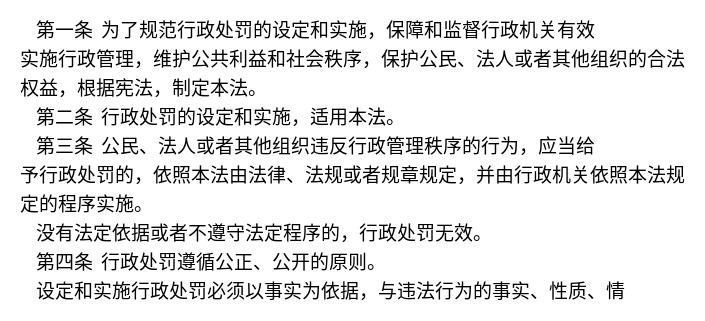 第一条 为了规范行政处罚的设定和实施，保障和监督行政机关有效
实施行政管理，维护公共利益和社会秩序，保护公民、法人或者其他组织的合法
权益，根据宪法，制定本法。
第二条 行政处罚的设定和实施，适用本法。
第三条 公民、法人或者其他组织违反行政管理秩序的行为，应当给
予行政处罚的，依照本法由法律、法规或者规章规定，并由行政机关依照本法规
定的程序实施。
没有法定依据或者不遵守法定程序的，行政处罚无效。
第四条 行政处罚遵循公正、公开的原则。
设定和实施行政处罚必须以事实为依据，与违法行为的事实、性质、情